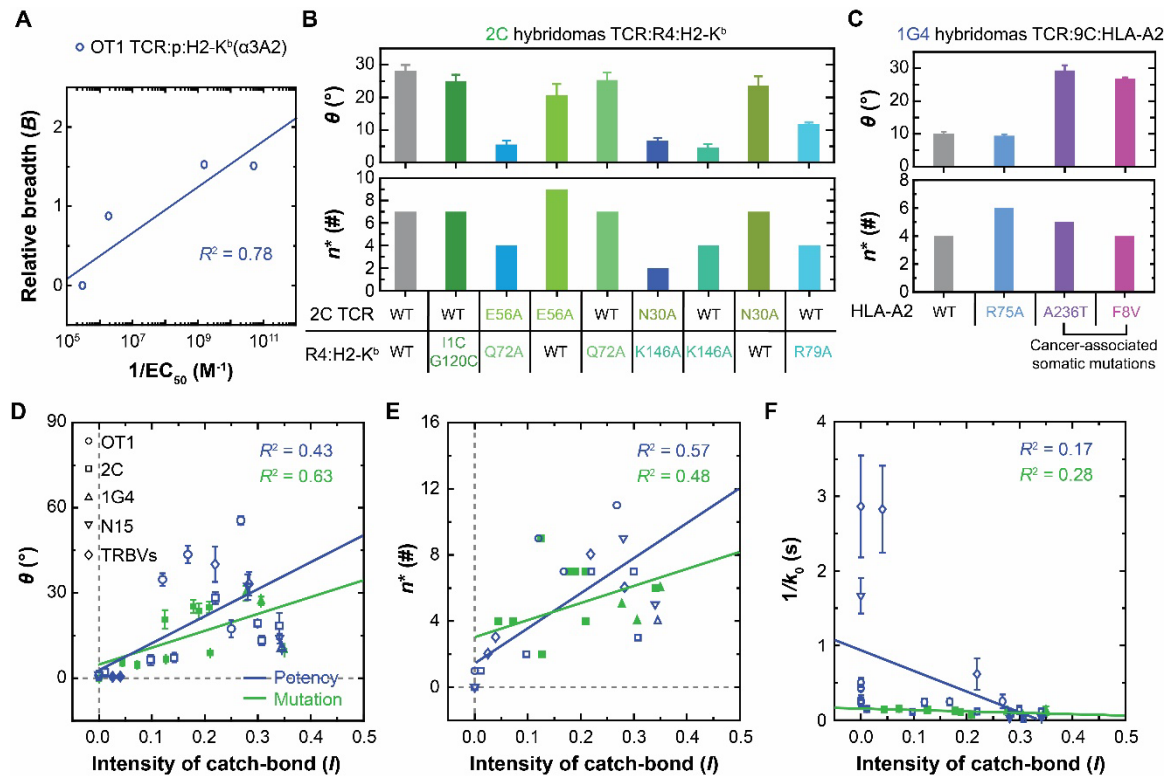 A
OT1 TCR:p:H2-Kᵇ(α3A2)
Relative breadth (B)
2
1
0
R² = 0.78
10⁵ 10⁷ 10⁹ 10¹¹
1/EC₅₀ (M⁻¹)
B
2C hybridomas TCR:R4:H2-Kᵇ
θ (°)
30
20
10
0
n* (#)
10
8
6
4
2
0
2C TCR WT WT E56A E56A WT N30A WT N30A WT
R4:H2-Kᵇ WT I1C G120C Q72A WT Q72A K146A K146A WT R79A
C
1G4 hybridomas TCR:9C:HLA-A2
θ (°)
30
20
10
0
n* (#)
8
6
4
2
0
HLA-A2 WT R75A A236T F8V
Cancer-associated
somatic mutations
D
θ (°)
90
60
30
0
OT1
2C
1G4
N15
TRBVs
R² = 0.43
R² = 0.63
Potency
Mutation
0.0 0.1 0.2 0.3 0.4 0.5
Intensity of catch-bond (I)
E
n* (#)
16
12
8
4
0
R² = 0.57
R² = 0.48
0.0 0.1 0.2 0.3 0.4 0.5
Intensity of catch-bond (I)
F
1/k₀ (s)
4
3
2
1
0
R² = 0.17
R² = 0.28
0.0 0.1 0.2 0.3 0.4 0.5
Intensity of catch-bond (I)